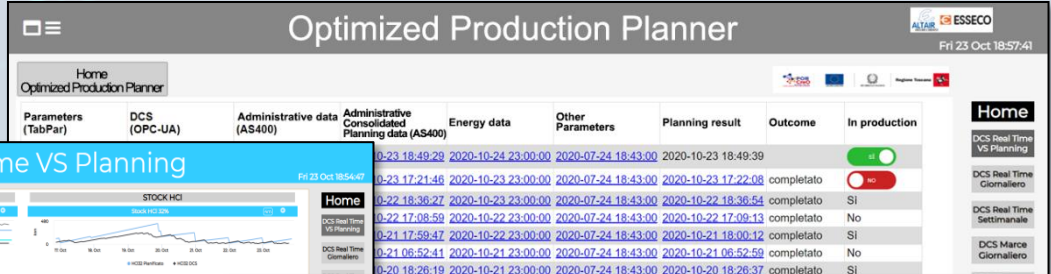 Optimized Production Planner
ALTAIR ESSECO
Fri 23 Oct 18:57:41
Home
Optimized Production Planner
Regione Toscana
Parameters (TabPar)
DCS (OPC-UA)
Administrative data (AS400)
Administrative Consolidated Planning data (AS400)
Energy data
Other Parameters
Planning result
Outcome
In production
0-23 18:49:29 2020-10-24 23:00:00 2020-07-24 18:43:00 2020-10-23 18:49:39
0-23 17:21:46 2020-10-23 23:00:00 2020-07-24 18:43:00 2020-10-23 17:22:08 completato NO
0-22 18:36:27 2020-10-23 23:00:00 2020-07-24 18:43:00 2020-10-22 18:36:54 completato Si
0-22 17:08:59 2020-10-22 23:00:00 2020-07-24 18:43:00 2020-10-22 17:09:13 completato No
0-21 17:59:47 2020-10-22 23:00:00 2020-07-24 18:43:00 2020-10-21 18:00:12 completato Si
0-21 06:52:41 2020-10-21 23:00:00 2020-07-24 18:43:00 2020-10-21 06:52:59 completato No
0-20 18:26:19 2020-10-21 23:00:00 2020-07-24 18:43:00 2020-10-20 18:26:37 completato Si
Home
DCS Real Time VS Planning
DCS Real Time Giornaliero
DCS Real Time Settimanale
DCS Marce Giornaliero
me VS Planning
Fri 23 Oct 18:54:47
STOCK HCl
Stock HCl 32%
Home
DCS Real Time VS Planning
DCS Real Time Giornaliero